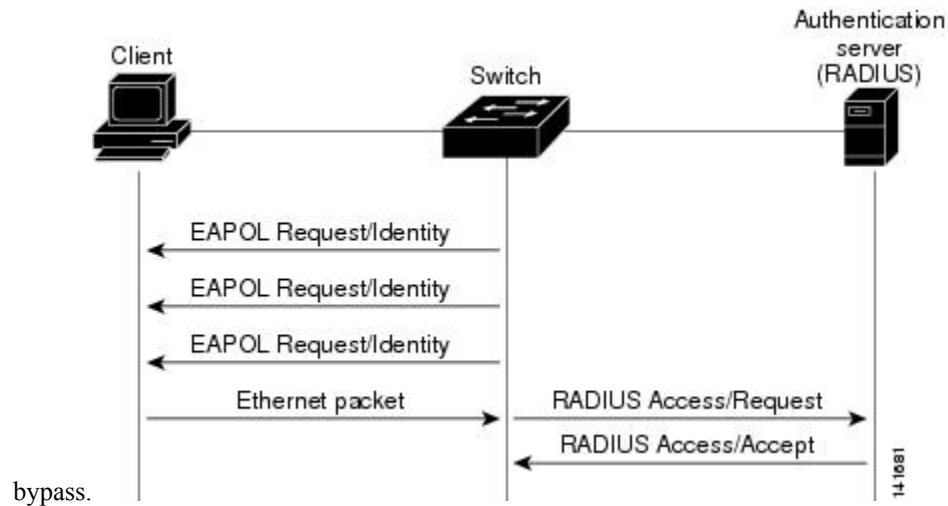 Authentication
server
(RADIUS)
Client
Switch
EAPOL Request/Identity
EAPOL Request/Identity
EAPOL Request/Identity
Ethernet packet
RADIUS Access/Request
RADIUS Access/Accept
141681
bypass.